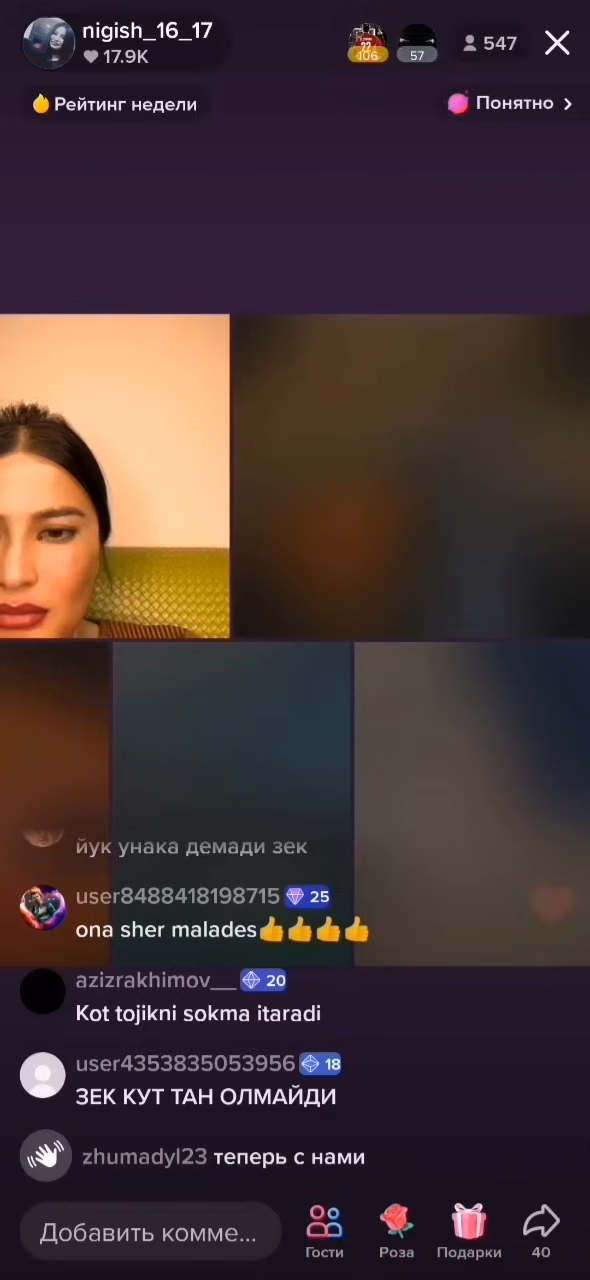 nigish_16_17
17.9K
22
106
57
547
Рейтинг недели
Понятно
йук унака демади зек
user8488418198715 25
ona sher malades👍👍👍👍
azizrakhimov__ 20
Kot tojikni sokma itaradi
user4353835053956 18
ЗЕК КУТ ТАН ОЛМАЙДИ
zhumadyl23 теперь с нами
Добавить комме...
Гости
Роза
Подарки
40